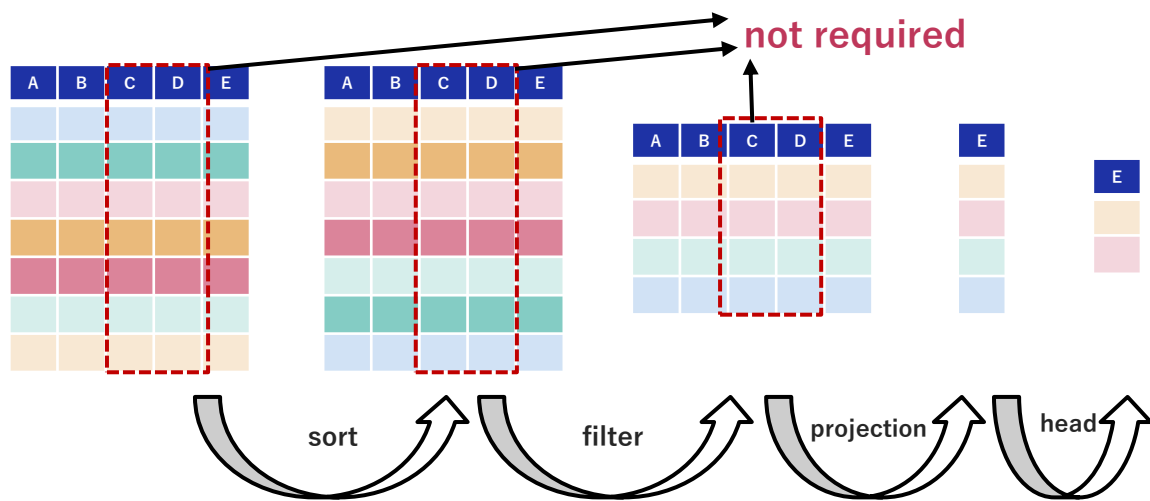 not required
A B C D E
A B C D E
A B C D E
E
E
sort
filter
projection
head